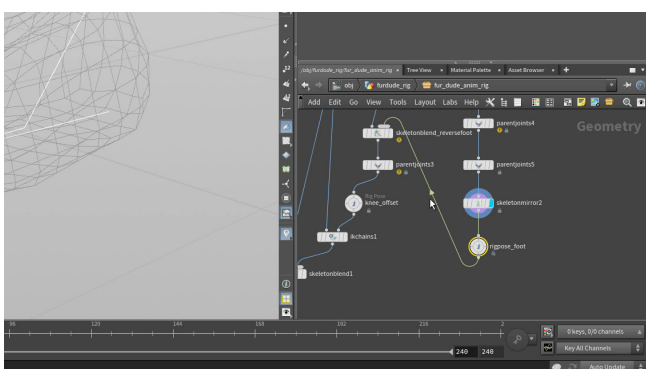 /obj/furdude_rig/fur_dude_anim_rig × Tree View × Material Palette × Asset Browser × +
obj furdude_rig fur_dude_anim_rig
Add Edit Go View Tools Layout Labs Help
Geometry
parentjoints4
skeletonblend_reversefoot
parentjoints3
parentjoints5
Rig Pose
knee_offset
skeletonmirror2
ikchains1
rigpose_foot
skeletonblend1
96 120 144 168 192 216 2
240 240
0 keys, 0/0 channels
Key All Channels
Auto Update